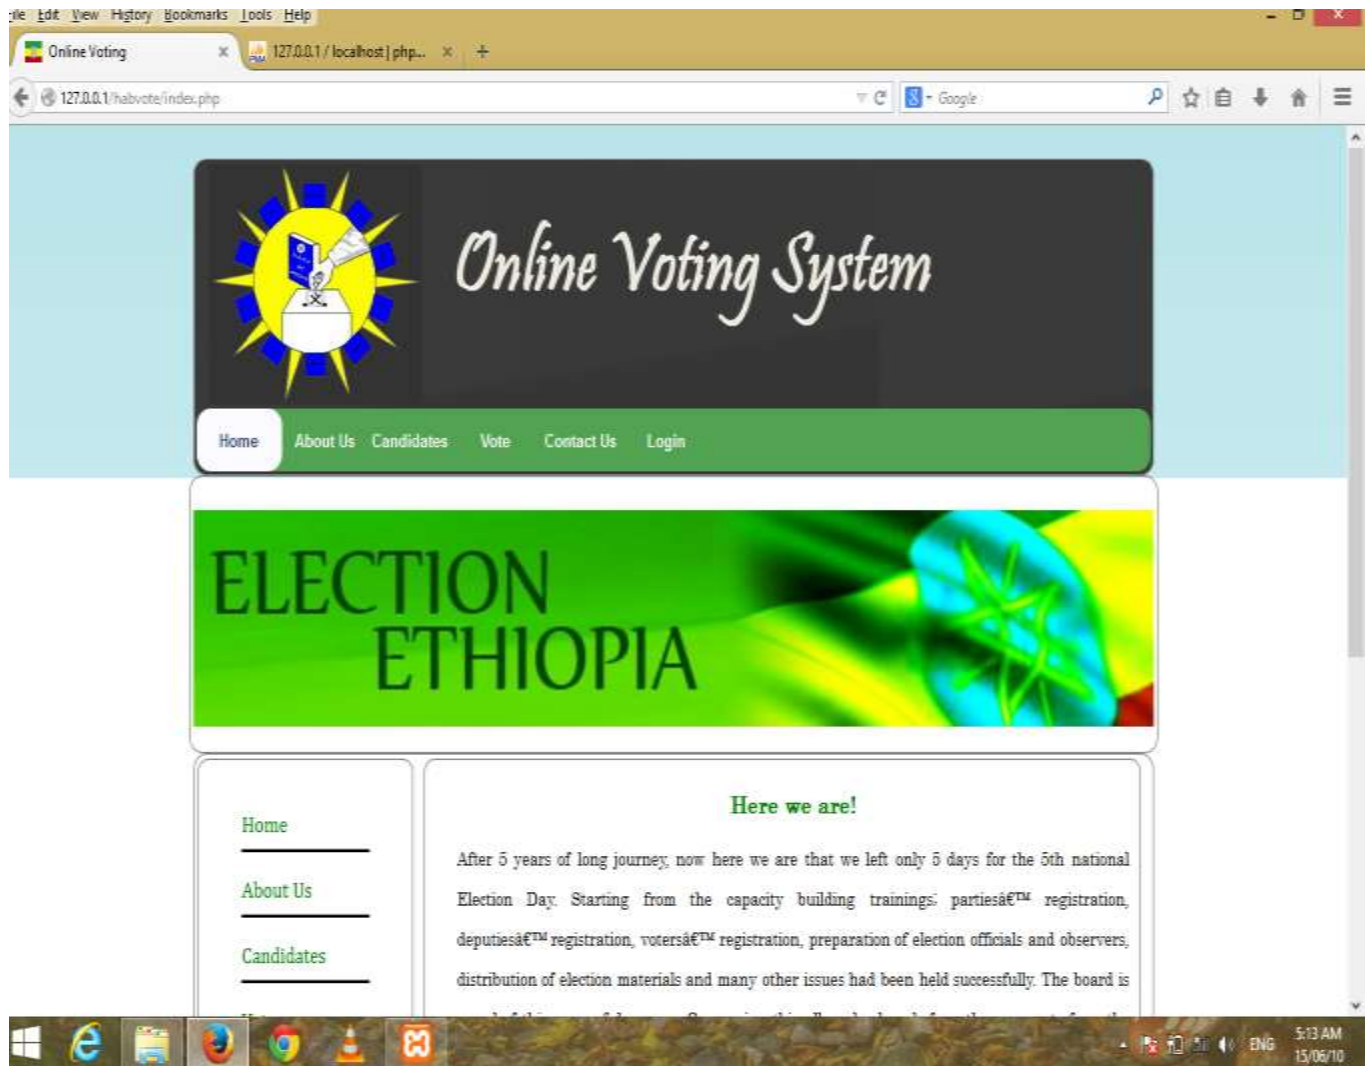 File Edit View History Bookmarks Tools Help
Online Voting
127.0.0.1 / localhost | php...
127.0.0.1/habvote/index.php
Google
Online Voting System
Home About Us Candidates Vote Contact Us Login
ELECTION
ETHIOPIA
Home
About Us
Candidates
Here we are!
After 5 years of long journey, now here we are that we left only 5 days for the 5th national
Election Day. Starting from the capacity building trainings; partiesâ€™ registration,
deputiesâ€™ registration, votersâ€™ registration, preparation of election officials and observers,
distribution of election materials and many other issues had been held successfully. The board is
ENG
5:13 AM
15/06/10